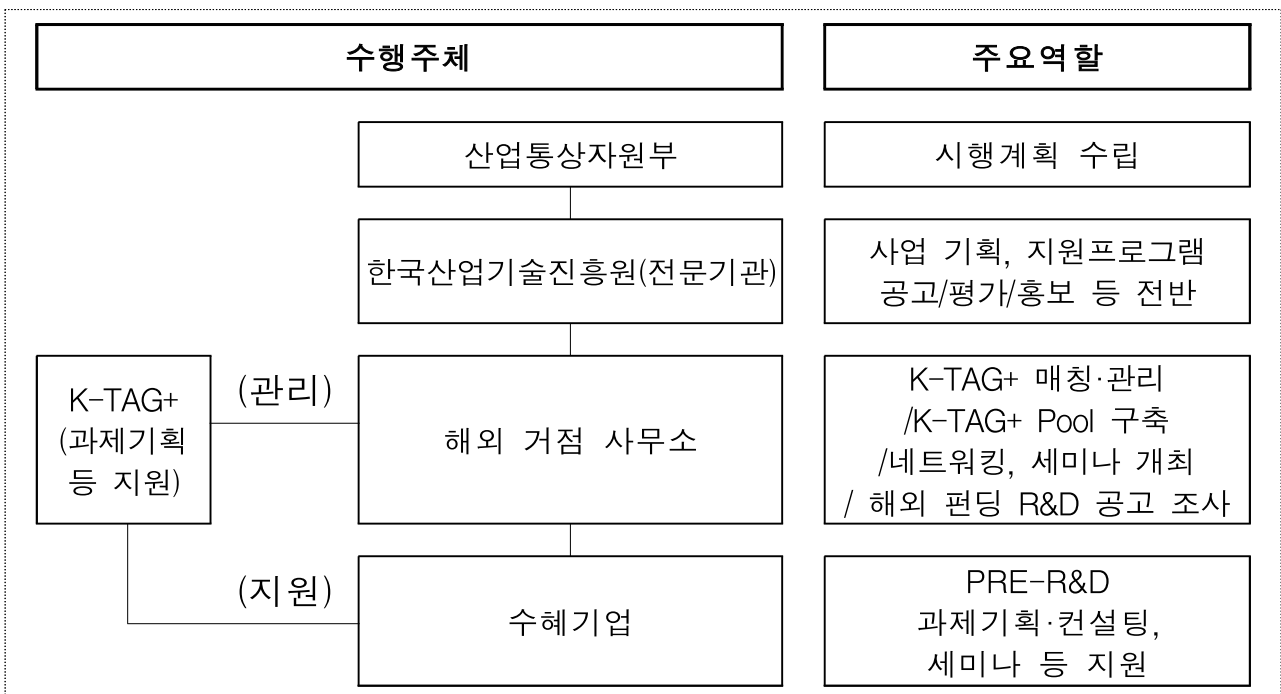 수행주체
주요역할
산업통상자원부
시행계획 수립
한국산업기술진흥원(전문기관)
사업 기획, 지원프로그램
공고/평가/홍보 등 전반
K-TAG+
(과제기획
등 지원)
(관리)
해외 거점 사무소
K-TAG+ 매칭·관리
/K-TAG+ Pool 구축
/네트워킹, 세미나 개최
/ 해외 펀딩 R&D 공고 조사
(지원)
수혜기업
PRE-R&D
과제기획·컨설팅,
세미나 등 지원